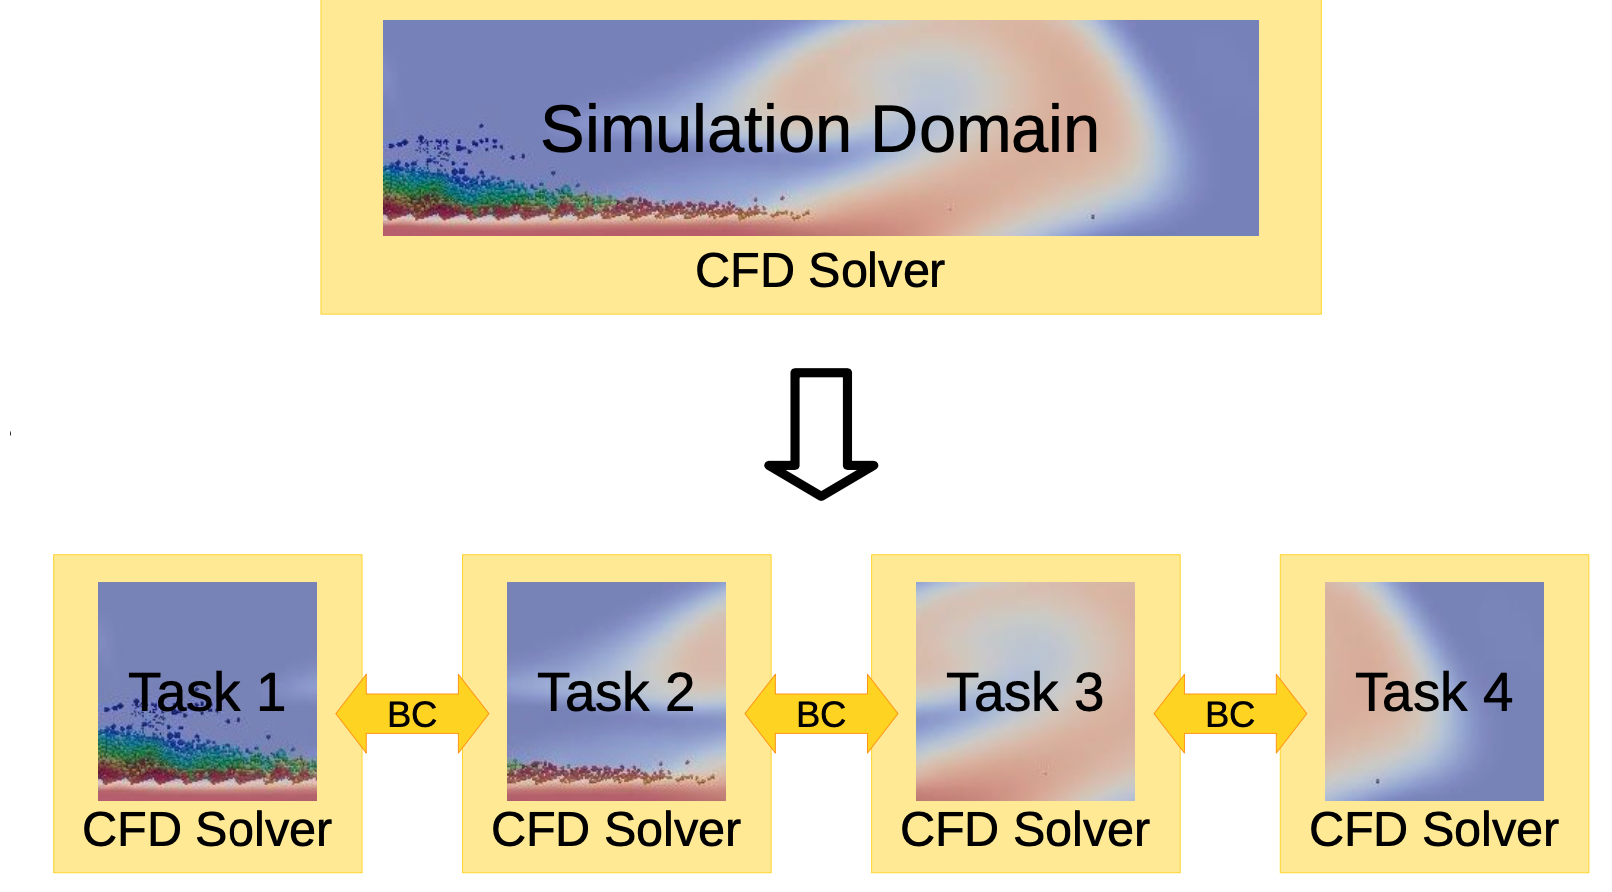 Simulation Domain
CFD Solver
Task 1
BC
Task 2
BC
Task 3
BC
Task 4
CFD Solver
CFD Solver
CFD Solver
CFD Solver